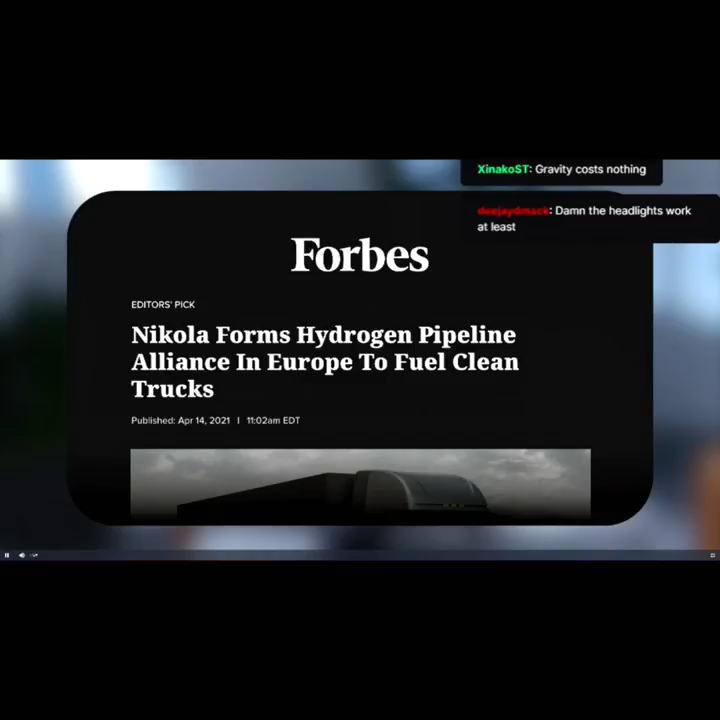 XinakoST: Gravity costs nothing
deejaydmack: Damn the headlights work
at least
Forbes
EDITORS' PICK
Nikola Forms Hydrogen Pipeline
Alliance In Europe To Fuel Clean
Trucks
Published: Apr 14, 2021 | 11:02am EDT